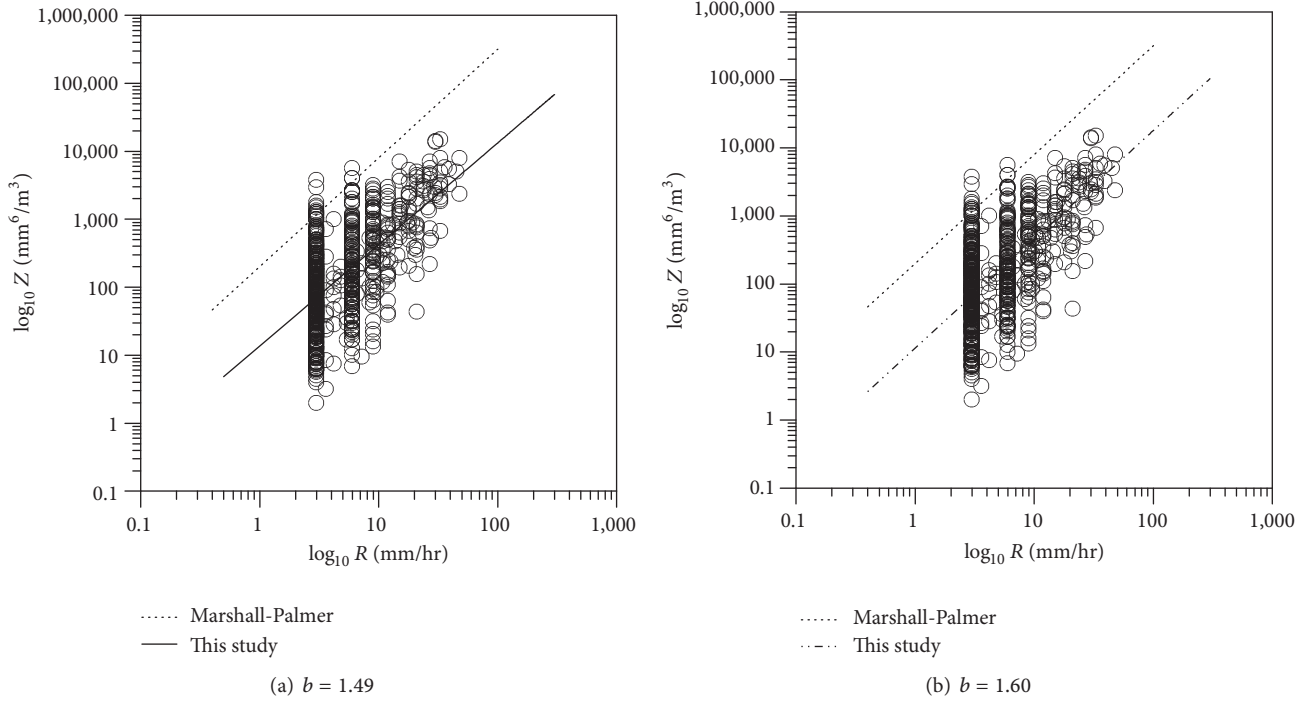 1,000,000
100,000
10,000
1,000
100
10
1
0.1
log10 Z (mm6/m3)
0.1 1 10 100 1,000
log10 R (mm/hr)
Marshall-Palmer
This study
(a) b = 1.49
1,000,000
100,000
10,000
1,000
100
10
1
0.1
log10 Z (mm6/m3)
0.1 1 10 100 1,000
log10 R (mm/hr)
Marshall-Palmer
This study
(b) b = 1.60